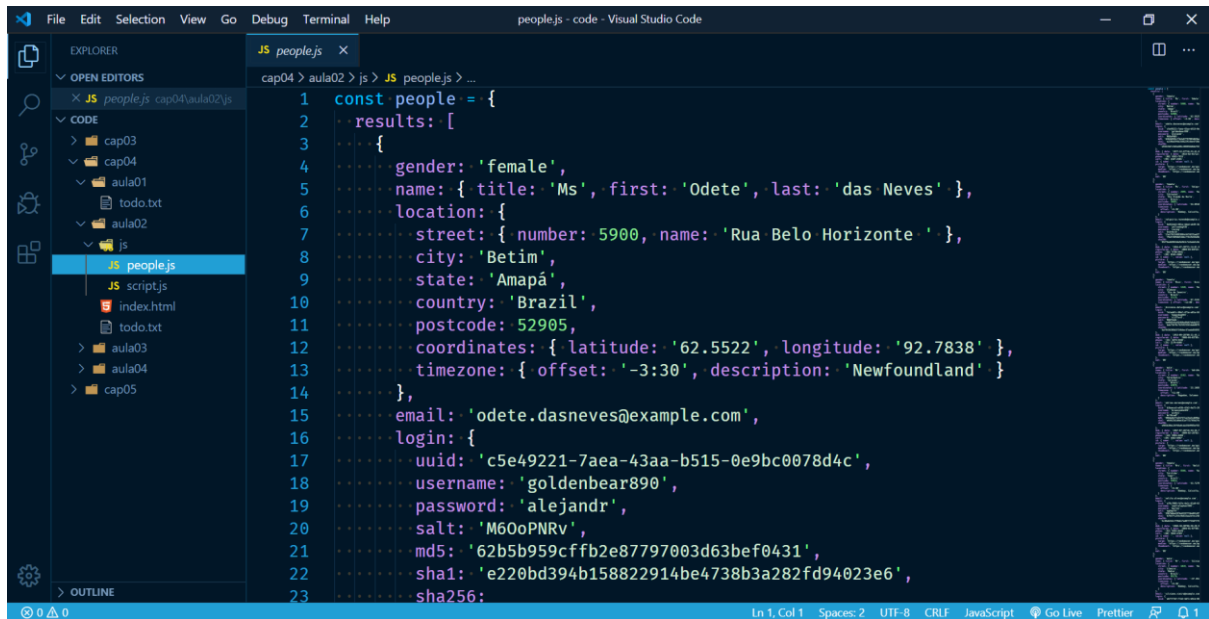 File Edit Selection View Go Debug Terminal Help people.js - code - Visual Studio Code
EXPLORER
OPEN EDITORS
JS people.js cap04\aula02\js
CODE
cap03
cap04
aula01
todo.txt
aula02
js
JS people.js
JS script.js
index.html
todo.txt
aula03
aula04
cap05
OUTLINE
JS people.js
cap04 > aula02 > js > JS people.js > ...
1 const people = {
2 results: [
3 {
4 gender: 'female',
5 name: { title: 'Ms', first: 'Odete', last: 'das Neves' },
6 location: {
7 street: { number: 5900, name: 'Rua Belo Horizonte ' },
8 city: 'Betim',
9 state: 'Amapá',
10 country: 'Brazil',
11 postcode: 52905,
12 coordinates: { latitude: '62.5522', longitude: '92.7838' },
13 timezone: { offset: '-3:30', description: 'Newfoundland' }
14 },
15 email: 'odete.dasneves@example.com',
16 login: {
17 uuid: 'c5e49221-7aea-43aa-b515-0e9bc0078d4c',
18 username: 'goldenbear890',
19 password: 'alejandr',
20 salt: 'M6OoPNRv',
21 md5: '62b5b959cffb2e87797003d63bef0431',
22 sha1: 'e220bd394b158822914be4738b3a282fd94023e6',
23 sha256:
0 0 Ln 1, Col 1 Spaces: 2 UTF-8 CRLF JavaScript Go Live Prettier 1